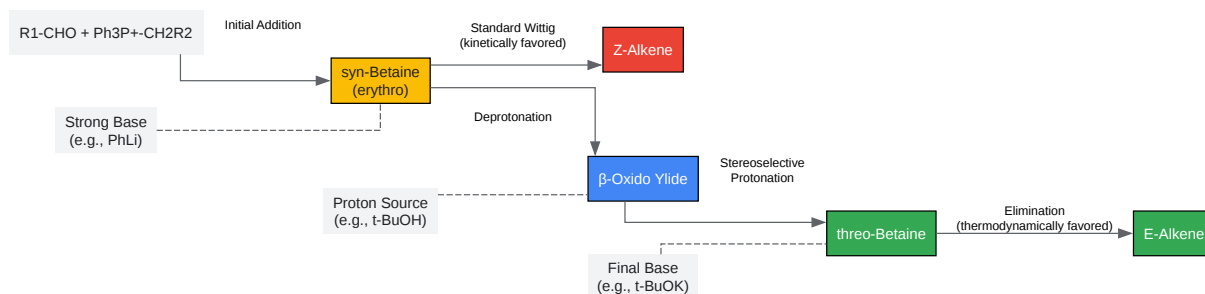 R1-CHO + Ph3P+-CH2R2
Initial Addition
Standard Wittig
(kinetically favored)
Z-Alkene
syn-Betaine
(erythro)
Strong Base
(e.g., PhLi)
Deprotonation
β-Oxido Ylide
Stereoselective
Protonation
Proton Source
(e.g., t-BuOH)
threo-Betaine
Elimination
(thermodynamically favored)
E-Alkene
Final Base
(e.g., t-BuOK)